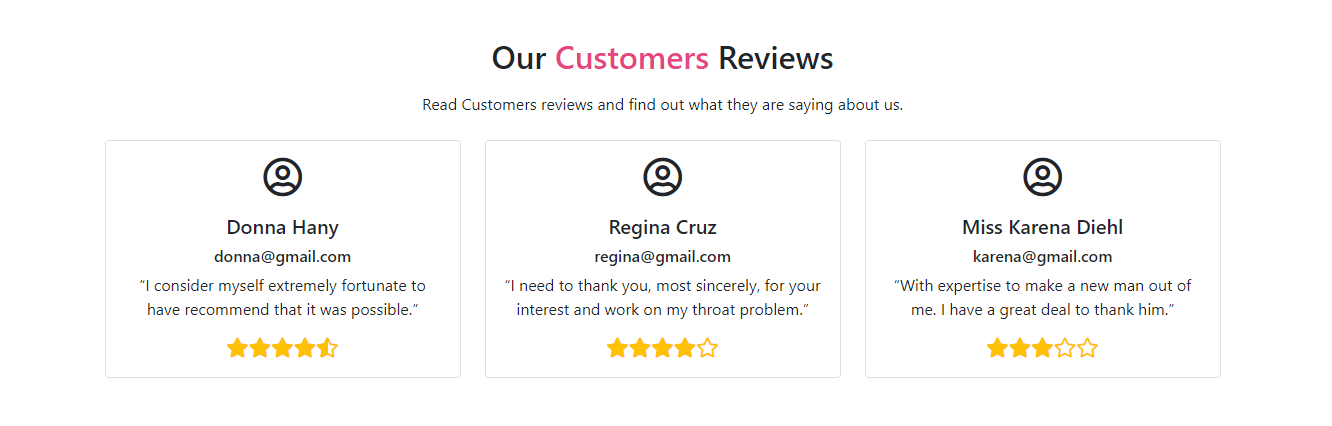 Our Customers Reviews
Read Customers reviews and find out what they are saying about us.
Donna Hany
donna@gmail.com
“I consider myself extremely fortunate to
have recommend that it was possible.”
Regina Cruz
regina@gmail.com
“I need to thank you, most sincerely, for your
interest and work on my throat problem.”
Miss Karena Diehl
karena@gmail.com
“With expertise to make a new man out of
me. I have a great deal to thank him.”